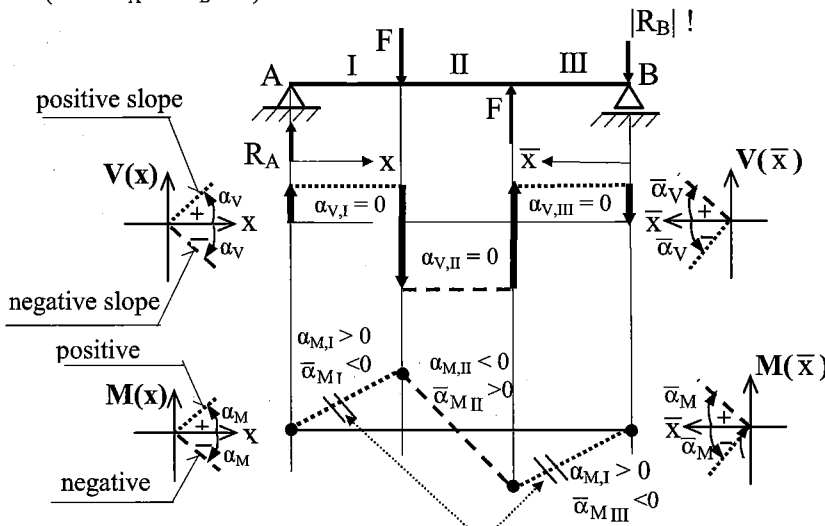 |R_B| !
F
A I II III B
positive slope
F
R_A x x̄
V(x) V(x̄)
α_V α_V,I = 0 α_V,III = 0 ᾱ_V
+ x x̄ +
− −
α_V ᾱ_V
α_V,II = 0
negative slope
positive
α_M,I > 0
ᾱ_M I <0 α_M,II < 0
M(x) ᾱ_M II >0 M(x̄)
α_M ᾱ_M
+ x x̄ +
− −
α_M ᾱ_M
negative
α_M,I > 0
ᾱ_M III <0